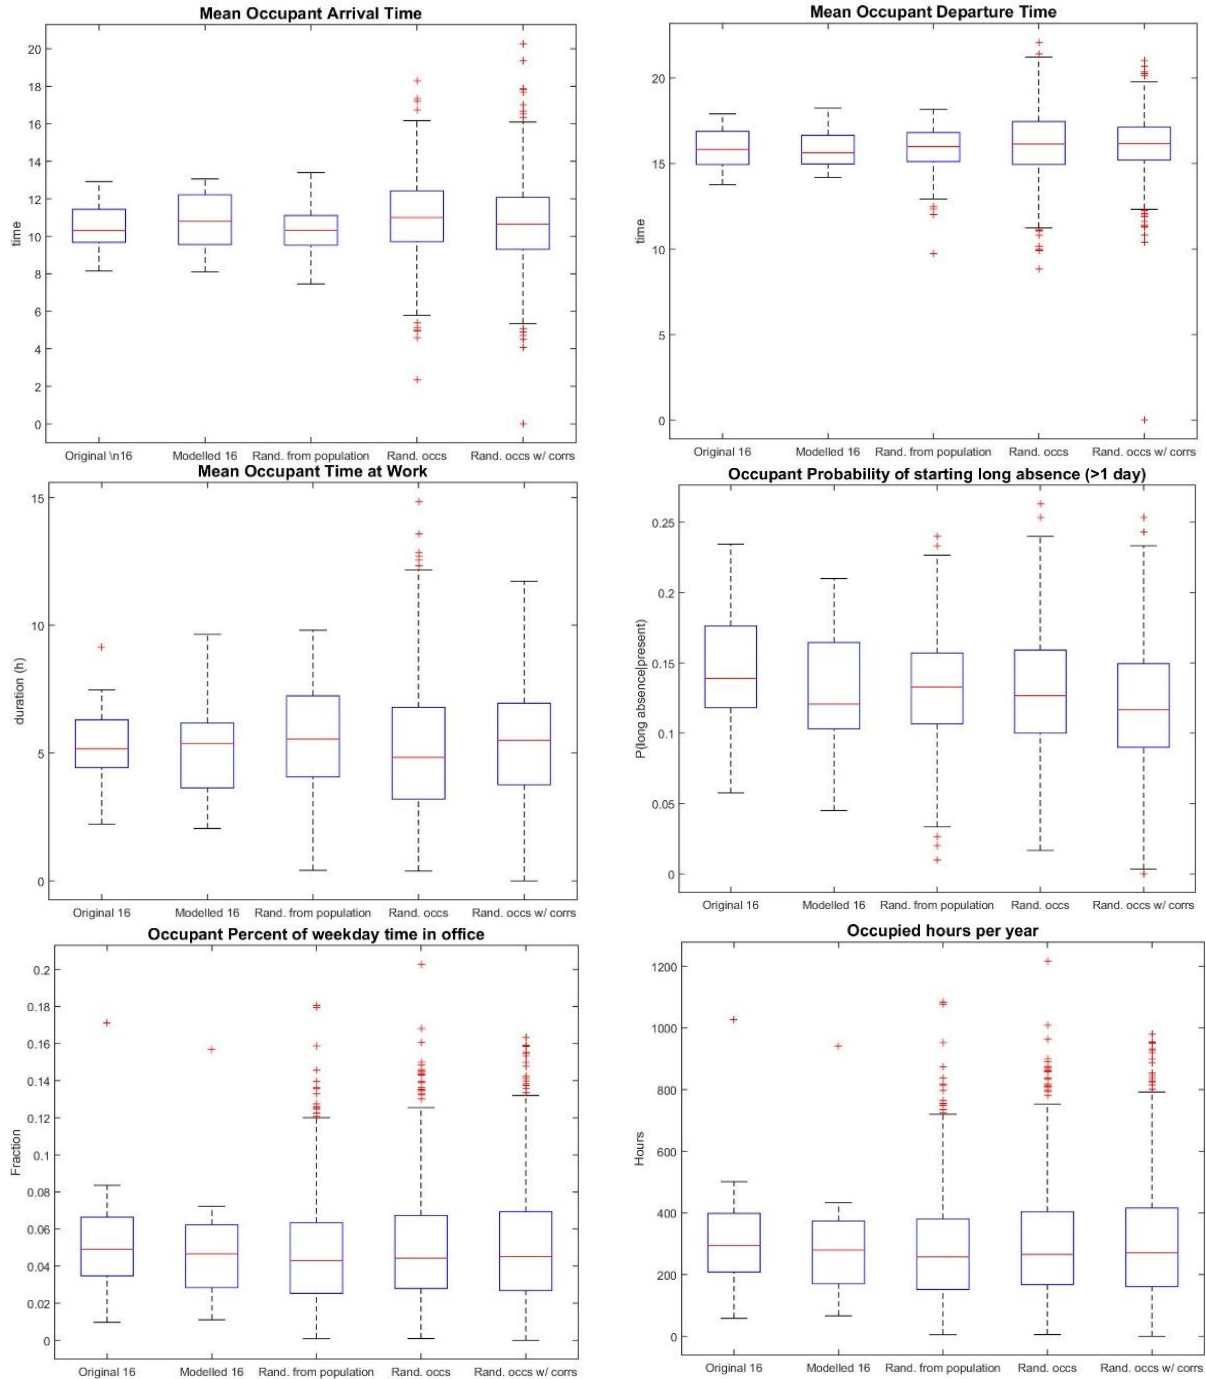 Mean Occupant Arrival Time
time
20
18
16
14
12
10
8
6
4
2
0
Original \n16 Modelled 16 Rand. from population Rand. occs Rand. occs w/ corrs
Mean Occupant Departure Time
time
20
15
10
5
0
Original 16 Modelled 16 Rand. from population Rand. occs Rand. occs w/ corrs
Mean Occupant Time at Work
duration (h)
15
10
5
0
Original 16 Modelled 16 Rand. from population Rand. occs Rand. occs w/ corrs
Occupant Probability of starting long absence (>1 day)
P(long absence|present)
0.25
0.2
0.15
0.1
0.05
0
Original 16 Modelled 16 Rand. from population Rand. occs Rand. occs w/ corrs
Occupant Percent of weekday time in office
Fraction
0.2
0.18
0.16
0.14
0.12
0.1
0.08
0.06
0.04
0.02
0
Original 16 Modelled 16 Rand. from population Rand. occs Rand. occs w/ corrs
Occupied hours per year
Hours
1200
1000
800
600
400
200
0
Original 16 Modelled 16 Rand. from population Rand. occs Rand. occs w/ corrs